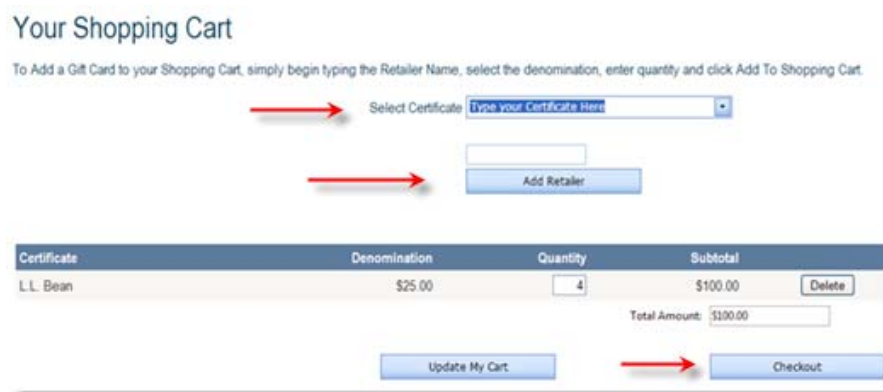 Your Shopping Cart
To Add a Gift Card to your Shopping Cart, simply begin typing the Retailer Name, select the denomination, enter quantity and click Add To Shopping Cart.
Select Certificate Type your Certificate Here
Add Retailer
Certificate Denomination Quantity Subtotal
L.L. Bean $25.00 4 $100.00 Delete
Total Amount: $100.00
Update My Cart Checkout